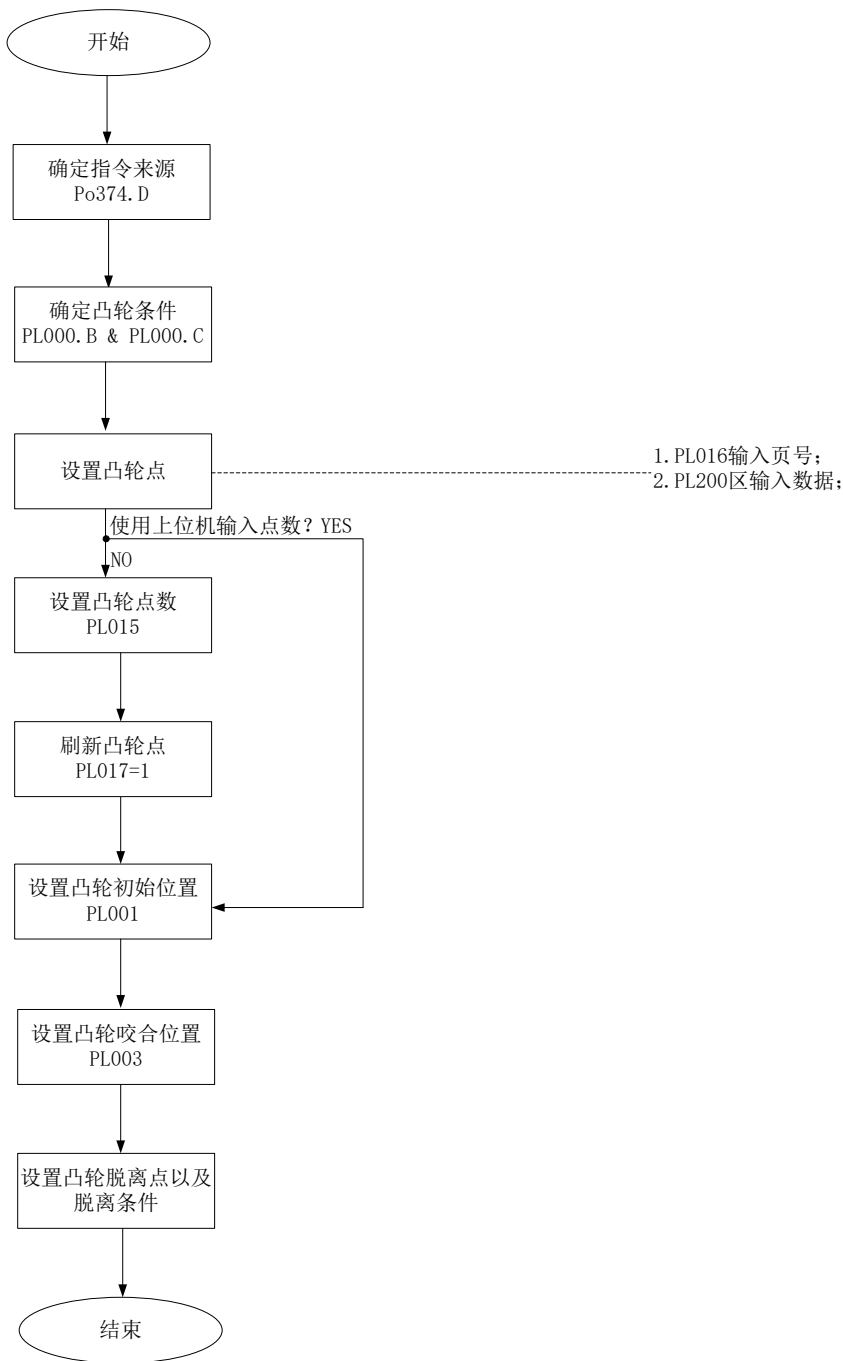 开始
确定指令来源
Po374.D
确定凸轮条件
PL000.B & PL000.C
设置凸轮点
1.PL016输入页号;
2.PL200区输入数据;
使用上位机输入点数？YES
NO
设置凸轮点数
PL015
刷新凸轮点
PL017=1
设置凸轮初始位置
PL001
设置凸轮咬合位置
PL003
设置凸轮脱离点以及
脱离条件
结束